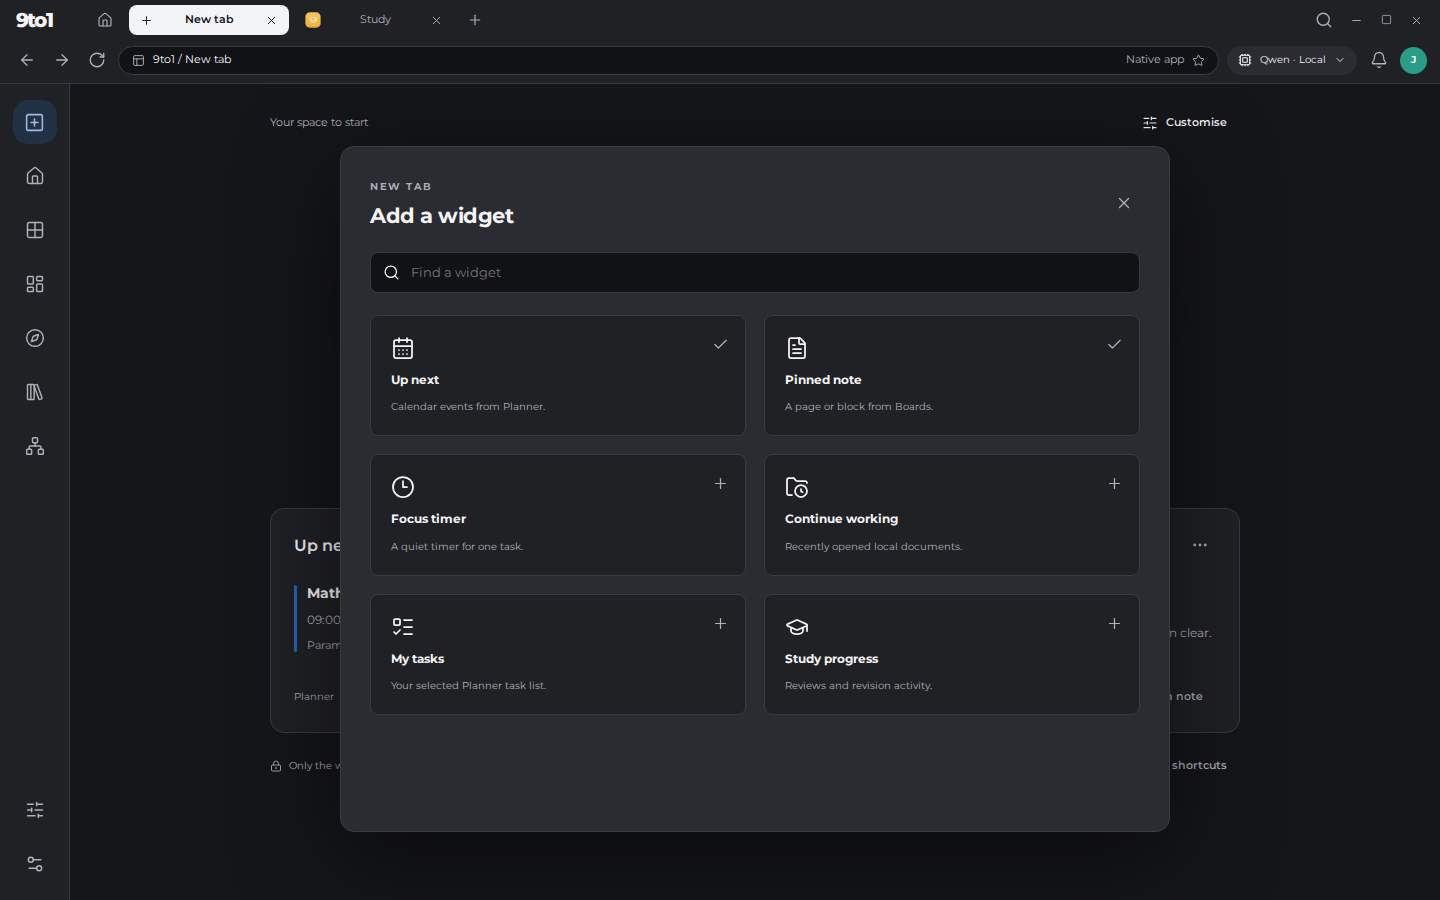 9to1
New tab
Study
9to1 / New tab
Native app
Qwen · Local
J
Your space to start
Customise
NEW TAB
Add a widget
Find a widget
Up next
Calendar events from Planner.
Pinned note
A page or block from Boards.
Focus timer
A quiet timer for one task.
Continue working
Recently opened local documents.
My tasks
Your selected Planner task list.
Study progress
Reviews and revision activity.
Up ne
Math
09:00
Param
n clear.
Planner
note
Only the w
shortcuts